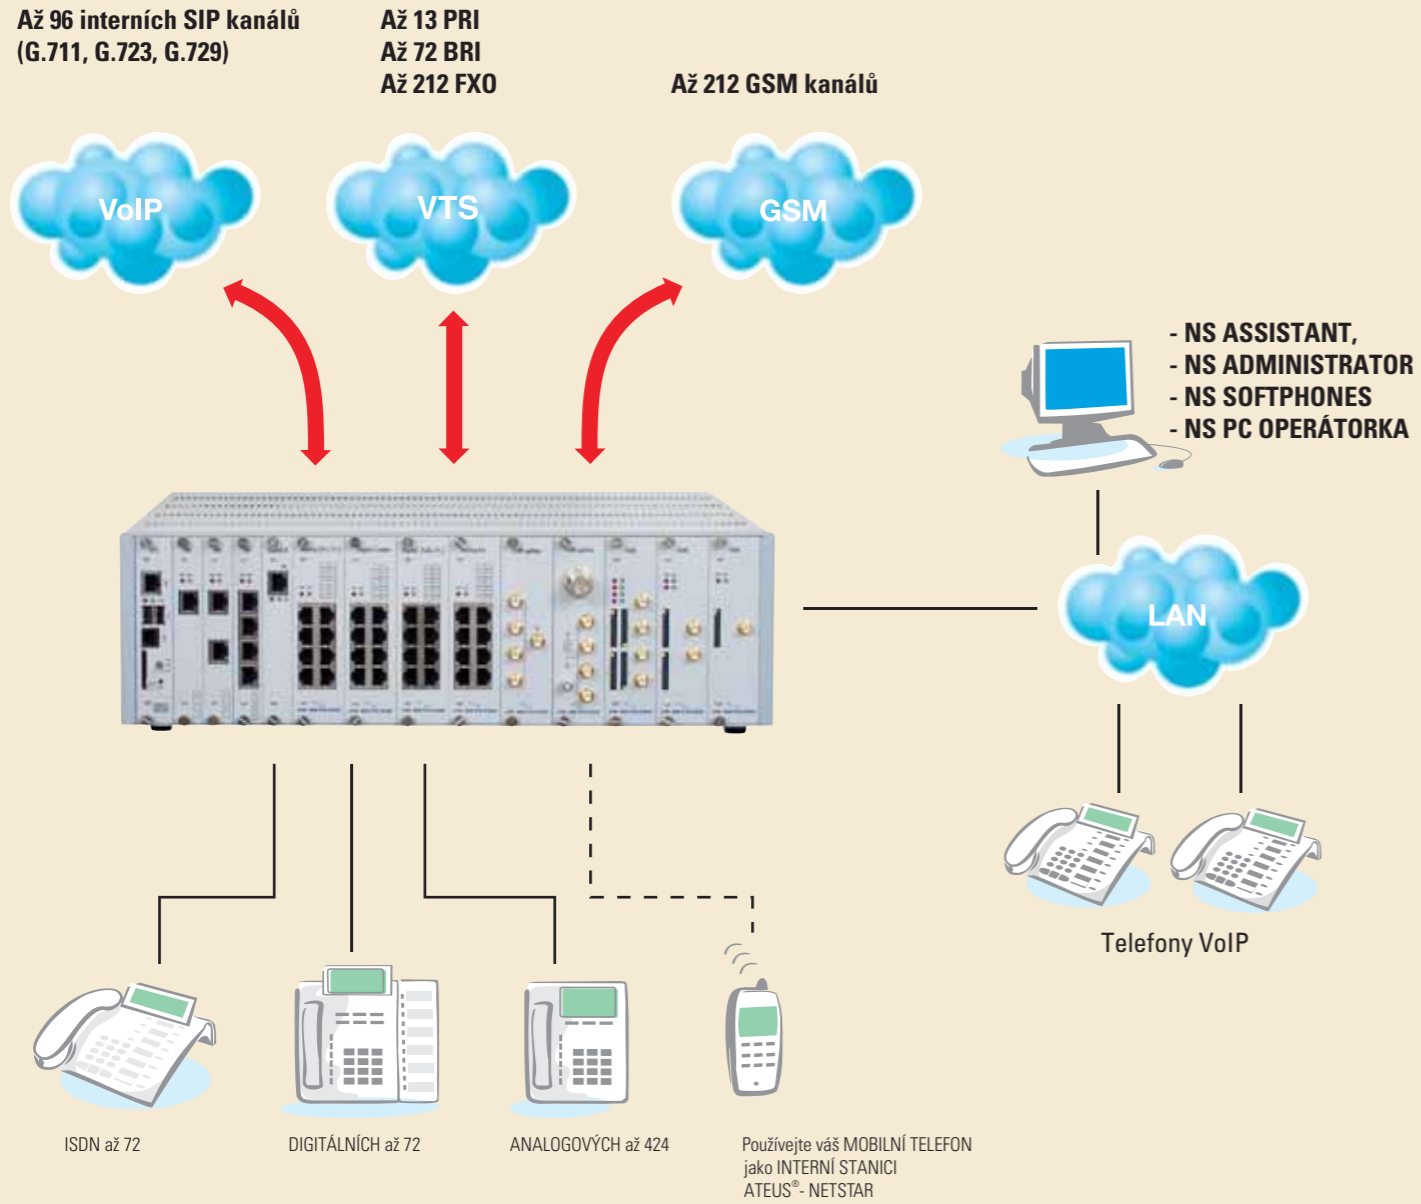 Až 96 interních SIP kanálů
(G.711, G.723, G.729)
Až 13 PRI
Až 72 BRI
Až 212 FXO
Až 212 GSM kanálů
VoIP
VTS
GSM
- NS ASSISTANT,
- NS ADMINISTRATOR
- NS SOFTPHONES
- NS PC OPERÁTORKA
LAN
Telefony VoIP
ISDN až 72
DIGITÁLNÍCH až 72
ANALOGOVÝCH až 424
Používejte váš MOBILNÍ TELEFON
jako INTERNÍ STANICI
ATEUS®- NETSTAR